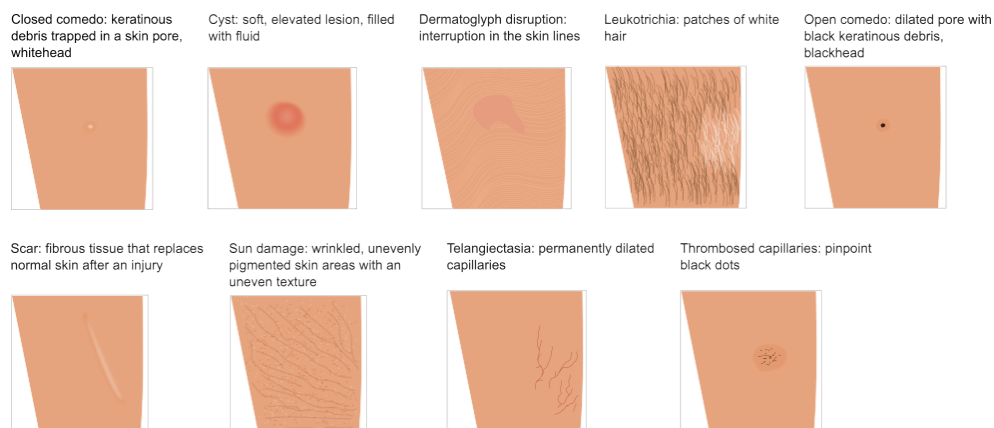 Closed comedo: keratinous
debris trapped in a skin pore,
whitehead
Cyst: soft, elevated lesion, filled
with fluid
Dermatoglyph disruption:
interruption in the skin lines
Leukotrichia: patches of white
hair
Open comedo: dilated pore with
black keratinous debris,
blackhead
Scar: fibrous tissue that replaces
normal skin after an injury
Sun damage: wrinkled, unevenly
pigmented skin areas with an
uneven texture
Telangiectasia: permanently dilated
capillaries
Thrombosed capillaries: pinpoint
black dots